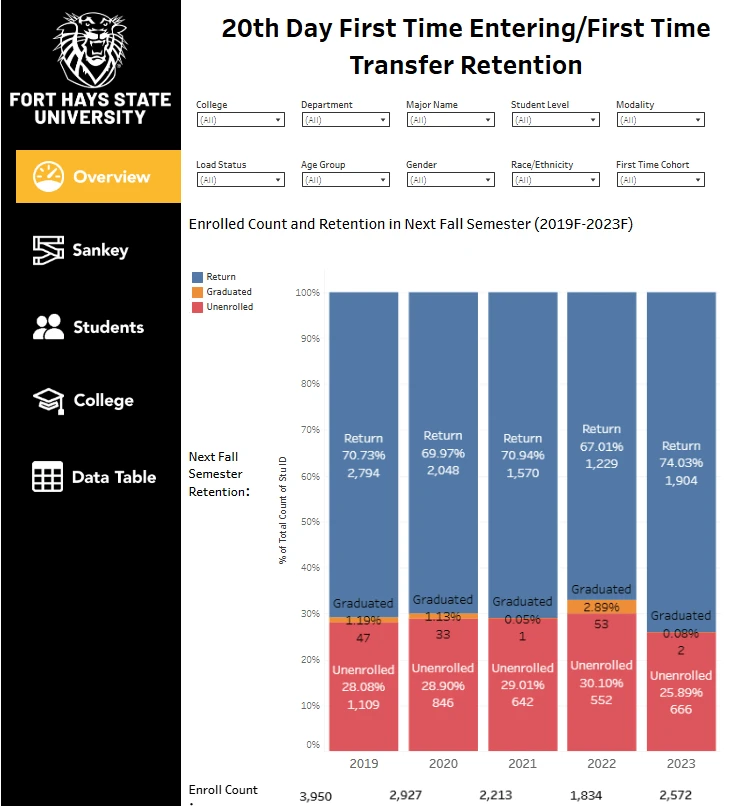 20th Day First Time Entering/First Time
Transfer Retention
FORT HAYS STATE
UNIVERSITY
College
Department
Major Name
Student Level
Modality
(All)
(All)
(All)
(All)
(All)
Load Status
Age Group
Gender
Race/Ethnicity
First Time Cohort
(All)
(All)
(All)
(All)
(All)
Overview
Sankey
Students
College
Data Table
Enrolled Count and Retention in Next Fall Semester (2019F-2023F)
Return
Graduated
Unenrolled
Next Fall
Semester
Retention:
% of Total Count of StuID
100%
90%
80%
70%
60%
50%
40%
30%
20%
10%
0%
Return
70.73%
2,794
Graduated
1.19%
47
Unenrolled
28.08%
1,109
Return
69.97%
2,048
Graduated
1.13%
33
Unenrolled
28.90%
846
Return
70.94%
1,570
Graduated
0.05%
1
Unenrolled
29.01%
642
Return
67.01%
1,229
Graduated
2.89%
53
Unenrolled
30.10%
552
Return
74.03%
1,904
Graduated
0.08%
2
Unenrolled
25.89%
666
2019
2020
2021
2022
2023
Enroll Count
:
3,950
2,927
2,213
1,834
2,572